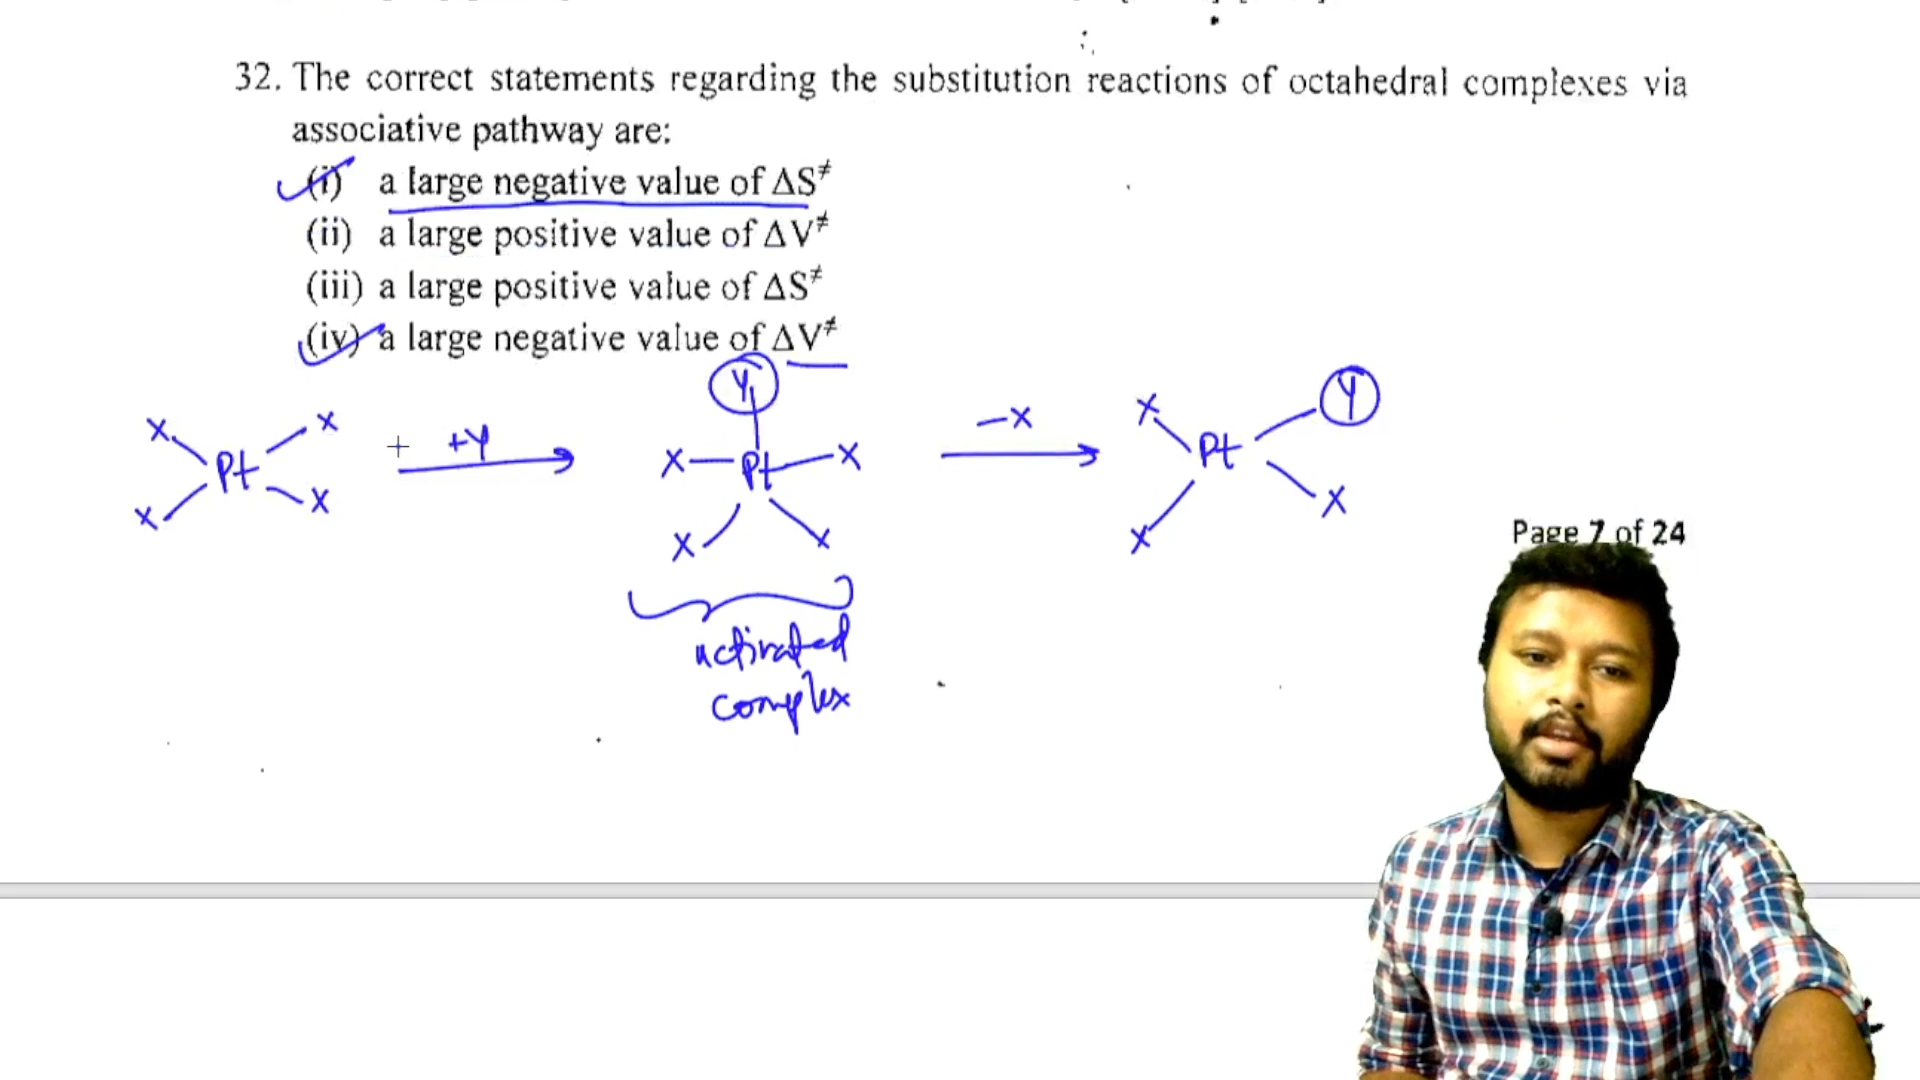 32. The correct statements regarding the substitution reactions of octahedral complexes via
associative pathway are:
(i) a large negative value of ΔS≠
(ii) a large positive value of ΔV≠
(iii) a large positive value of ΔS≠
(iv) a large negative value of ΔV≠
X X Pt X X
+ +Y
Y X Pt X X X
-X
X Y Pt X X
activated
complex
Page 7 of 24